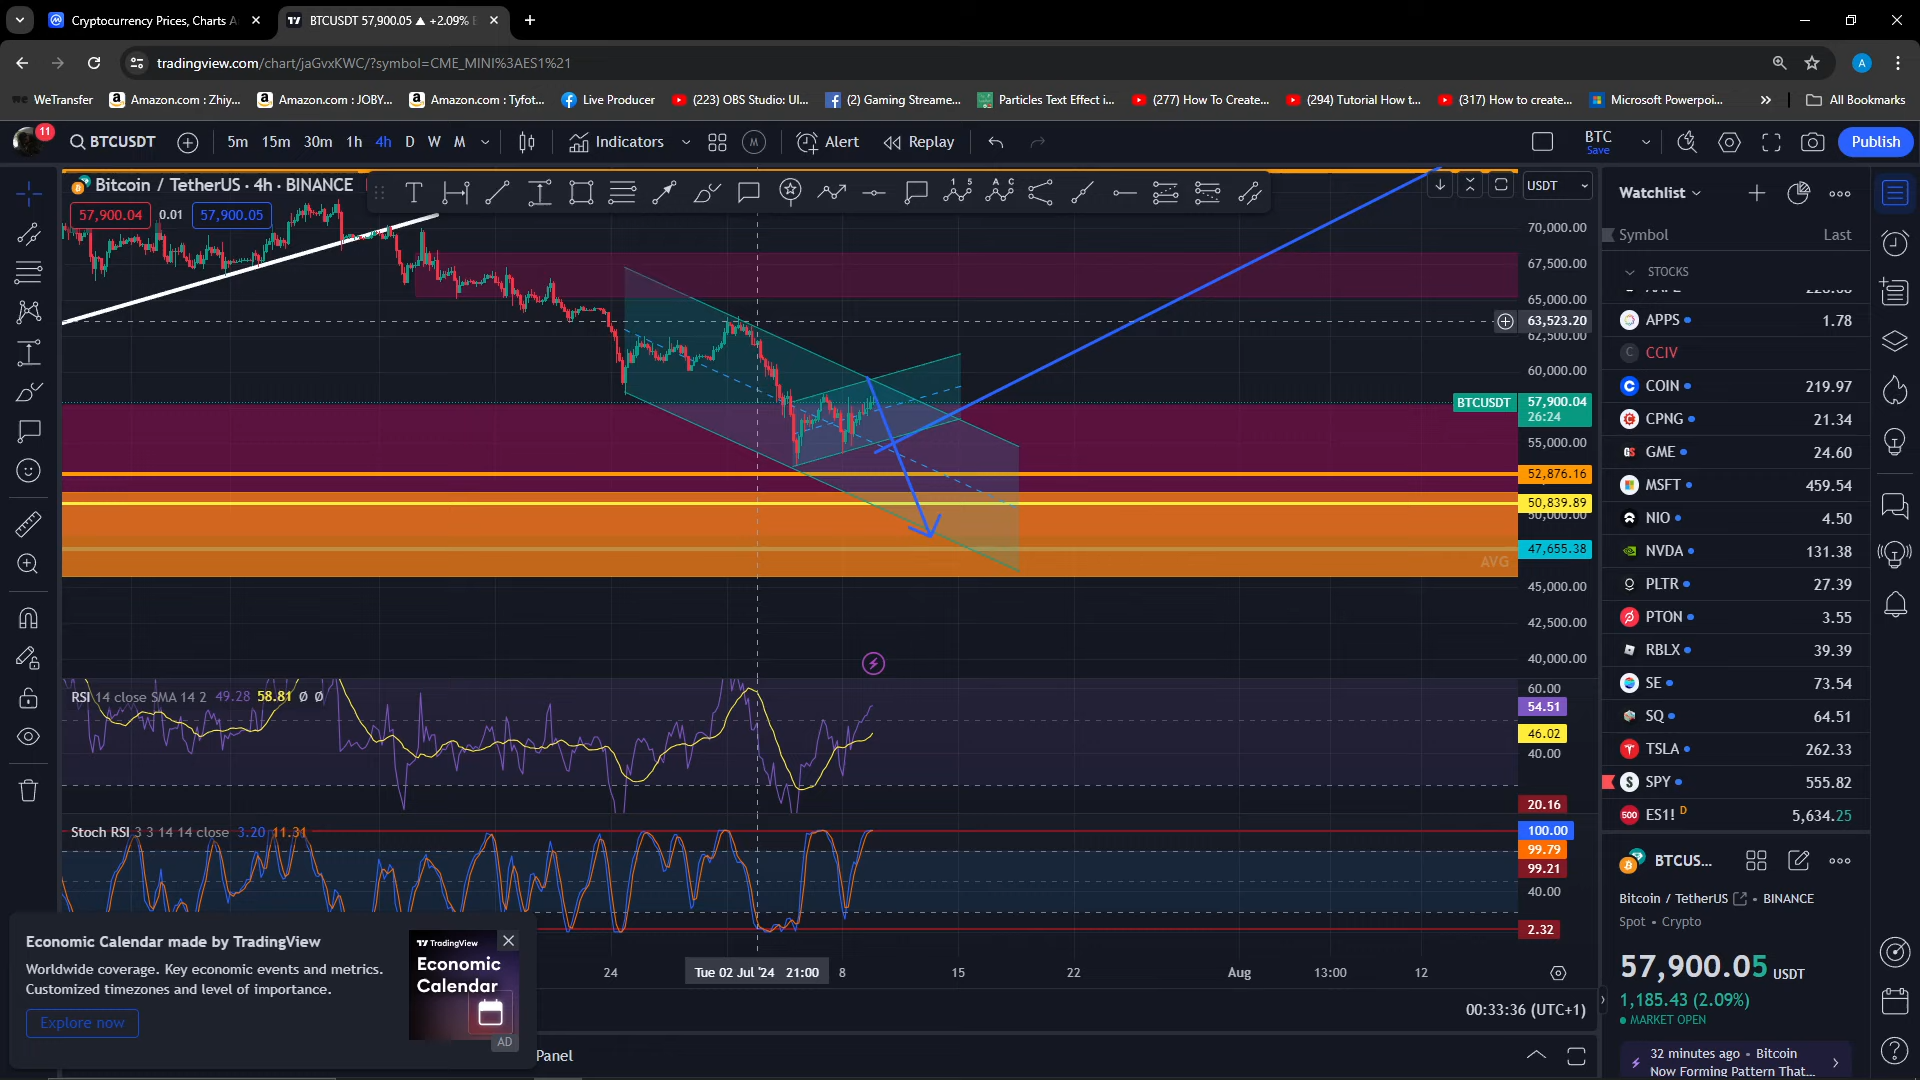 Cryptocurrency Prices, Charts A
BTCUSDT 57,900.05 ▲ +2.09%
tradingview.com/chart/jaGvxKWC/?symbol=CME_MINI%3AES1%21
A
WeTransfer
Amazon.com : Zhiy...
Amazon.com : JOBY...
Amazon.com : Tyfot...
Live Producer
(223) OBS Studio: Ul...
(2) Gaming Streame...
Particles Text Effect i...
(277) How To Create...
(294) Tutorial How t...
(317) How to create...
Microsoft Powerpoi...
All Bookmarks
11
BTCUSDT
5m 15m 30m 1h 4h D W M
Indicators
M
Alert
Replay
BTC
Save
Publish
Bitcoin / TetherUS · 4h · BINANCE
57,900.04 0.01 57,900.05
USDT
70,000.00
67,500.00
65,000.00
63,523.20
62,500.00
60,000.00
BTCUSDT 57,900.04
26:24
55,000.00
52,876.16
50,839.89
50,000.00
47,655.38
AVG
45,000.00
42,500.00
40,000.00
RSI 14 close SMA 14 2 49.28 58.81 Ø Ø
60.00
54.51
46.02
40.00
20.16
Stoch RSI 3 3 14 14 close 3.20 11.31
100.00
99.79
99.21
40.00
2.32
24
Tue 02 Jul '24 21:00
8
15
22
Aug
13:00
12
00:33:36 (UTC+1)
Panel
Economic Calendar made by TradingView
Worldwide coverage. Key economic events and metrics.
Customized timezones and level of importance.
Explore now
TradingView
Economic
Calendar
AD
Watchlist
Symbol Last
STOCKS
APPS 1.78
CCIV
COIN 219.97
CPNG 21.34
GME 24.60
MSFT 459.54
NIO 4.50
NVDA 131.38
PLTR 27.39
PTON 3.55
RBLX 39.39
SE 73.54
SQ 64.51
TSLA 262.33
SPY 555.82
500 ES1! D 5,634.25
BTCUS...
Bitcoin / TetherUS • BINANCE
Spot • Crypto
57,900.05 USDT
1,185.43 (2.09%)
MARKET OPEN
32 minutes ago • Bitcoin
Now Forming Pattern That...